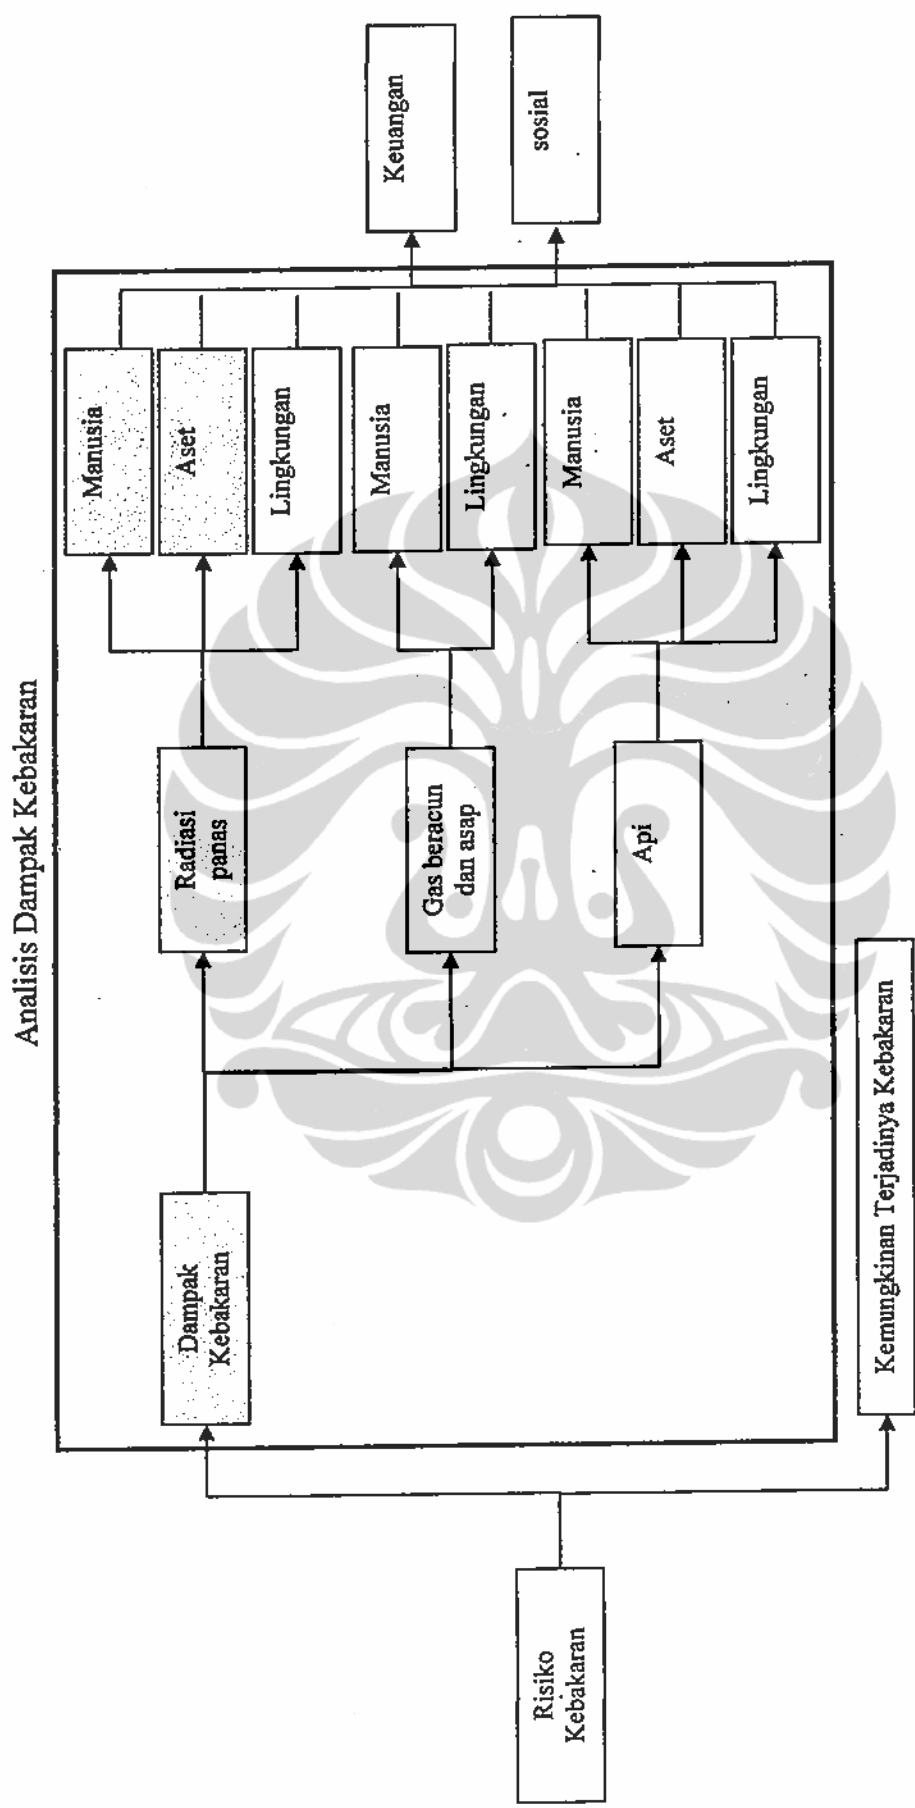 Analisis Dampak Kebakaran
Risiko
Kebakaran
Dampak
Kebakaran
Kemungkinan Terjadinya Kebakaran
Radiasi
panas
Gas beracun
dan asap
Api
Manusia
Aset
Lingkungan
Manusia
Lingkungan
Manusia
Aset
Lingkungan
Keuangan
sosial